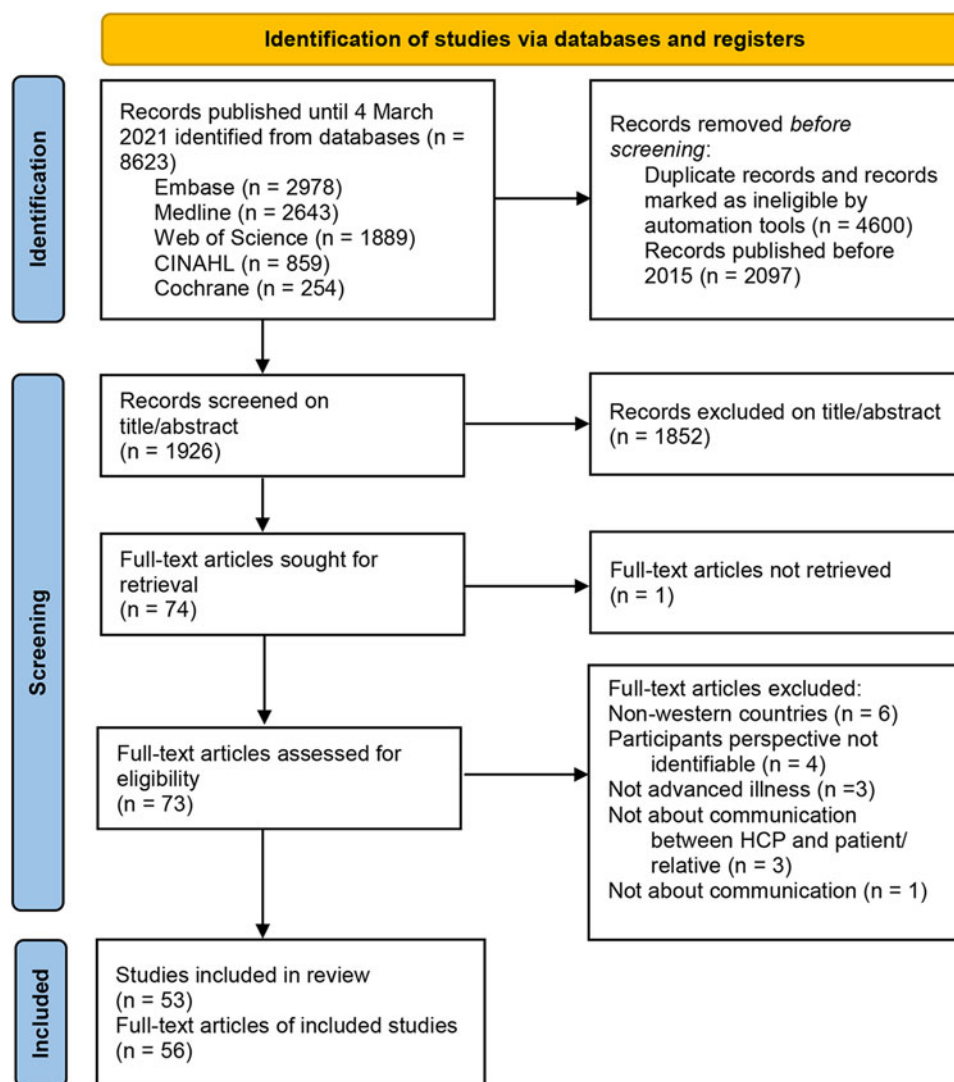 Identification of studies via databases and registers
Identification
Records published until 4 March
2021 identified from databases (n =
8623)
Embase (n = 2978)
Medline (n = 2643)
Web of Science (n = 1889)
CINAHL (n = 859)
Cochrane (n = 254)
Records removed before
screening:
Duplicate records and records
marked as ineligible by
automation tools (n = 4600)
Records published before
2015 (n = 2097)
Screening
Records screened on
title/abstract
(n = 1926)
Records excluded on title/abstract
(n = 1852)
Full-text articles sought for
retrieval
(n = 74)
Full-text articles not retrieved
(n = 1)
Full-text articles assessed for
eligibility
(n = 73)
Full-text articles excluded:
Non-western countries (n = 6)
Participants perspective not
identifiable (n = 4)
Not advanced illness (n =3)
Not about communication
between HCP and patient/
relative (n = 3)
Not about communication (n = 1)
Included
Studies included in review
(n = 53)
Full-text articles of included studies
(n = 56)